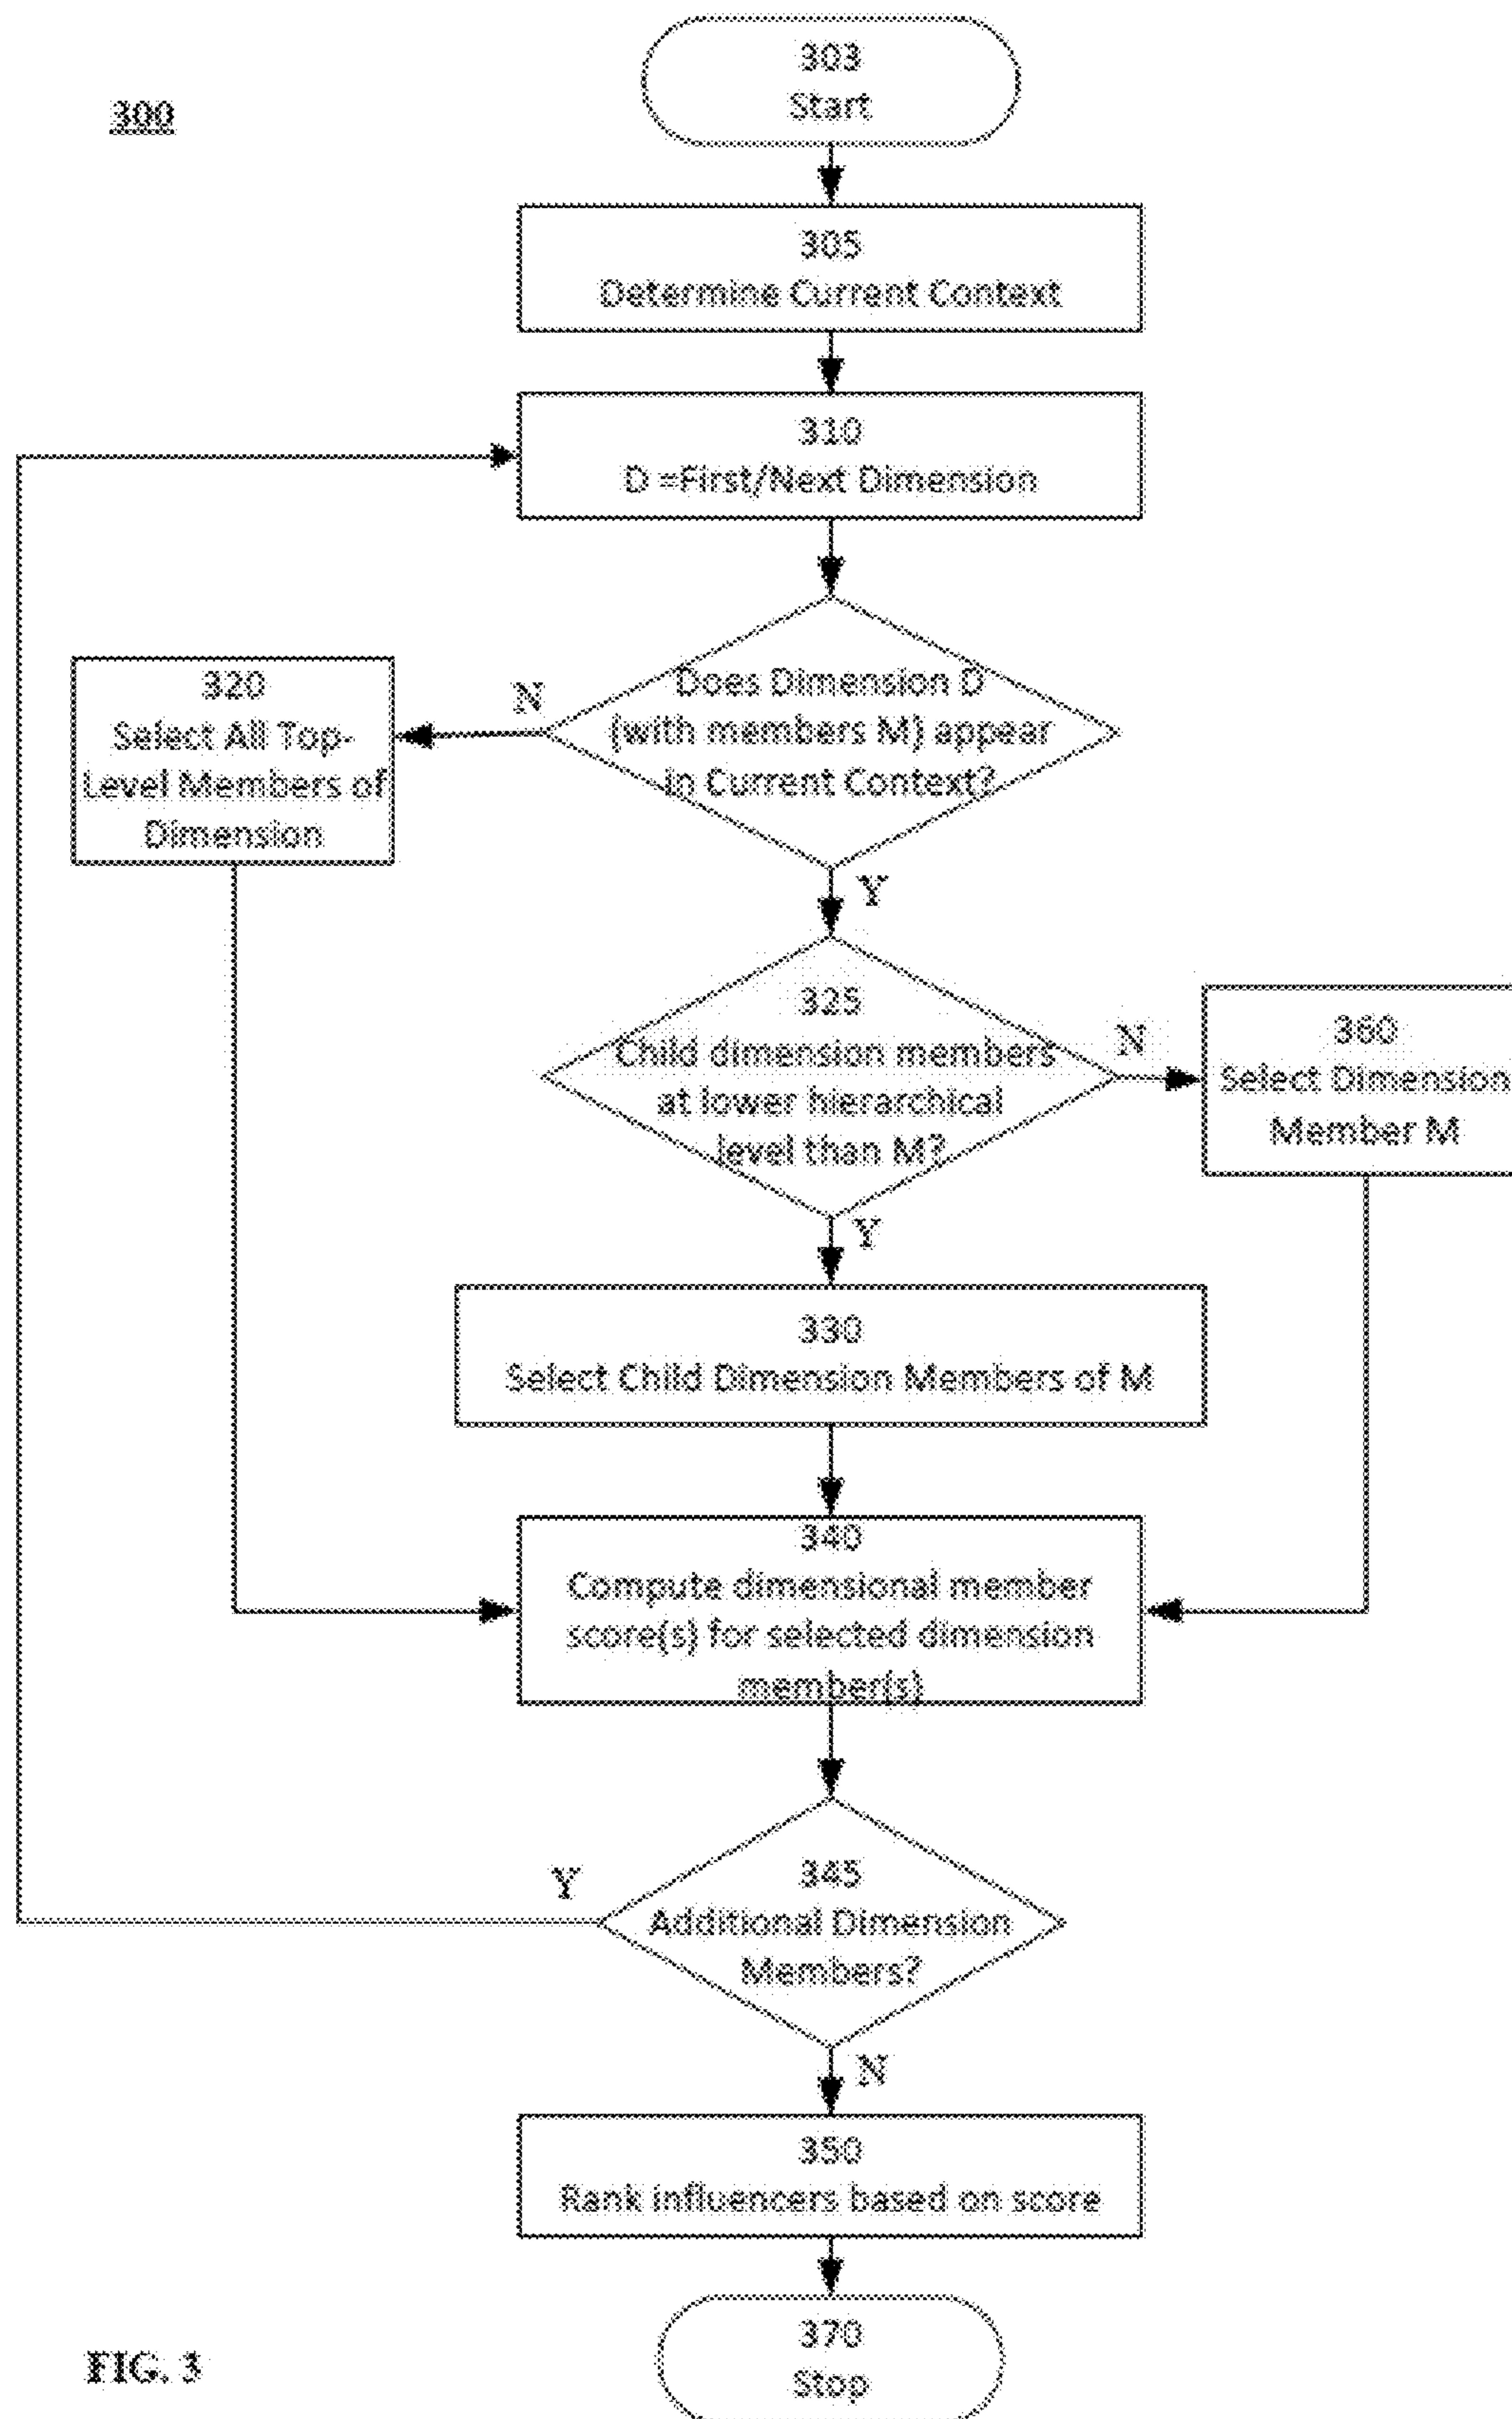 303
Start
300
305
Determine Current Context
310
D =First/Next Dimension
Does Dimension D
(with members M) appear
in Current Context?
N
320
Select All Top-
Level Members of
Dimension
Y
325
Child dimension members
at lower hierarchical
level than M?
N
360
Select Dimension
Member M
Y
330
Select Child Dimension Members of M
340
Compute dimensional member
score(s) for selected dimension
member(s)
345
Additional Dimension
Members?
Y
N
350
Rank influencers based on score
370
Stop
FIG. 3